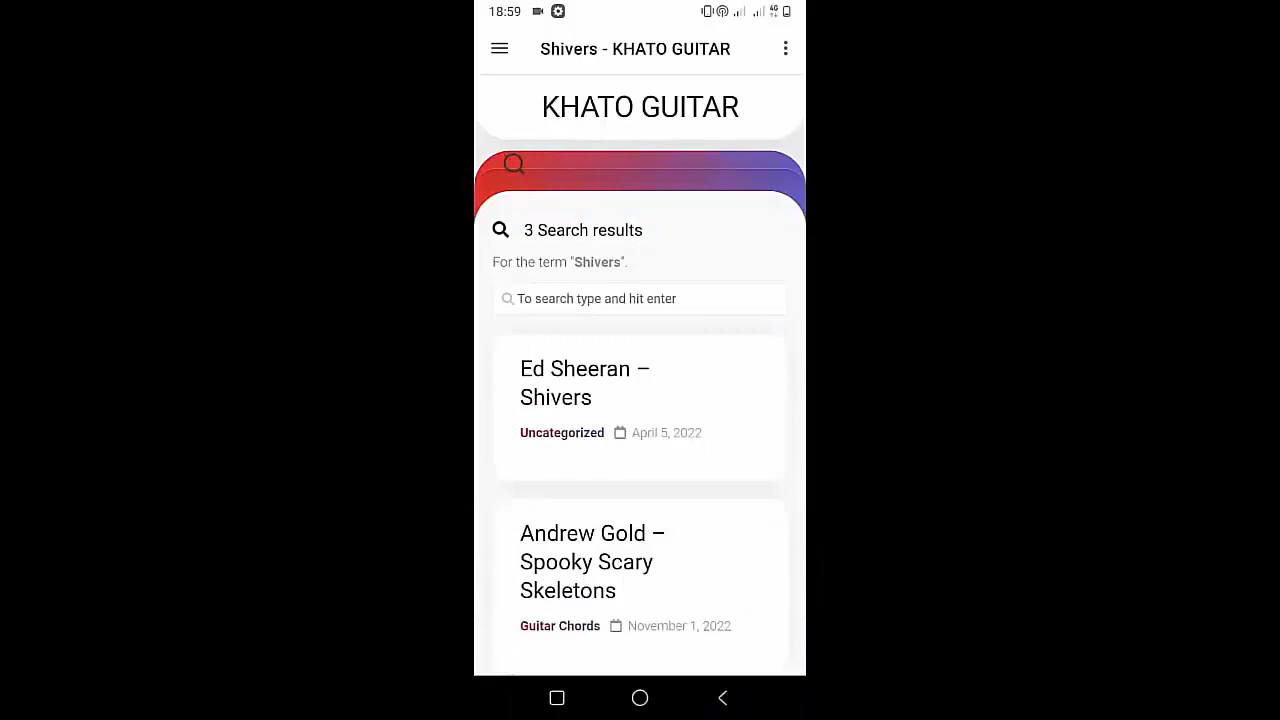 18:59
4G
Shivers - KHATO GUITAR
KHATO GUITAR
3 Search results
For the term "Shivers".
To search type and hit enter
Ed Sheeran –
Shivers
Uncategorized April 5, 2022
Andrew Gold –
Spooky Scary
Skeletons
Guitar Chords November 1, 2022